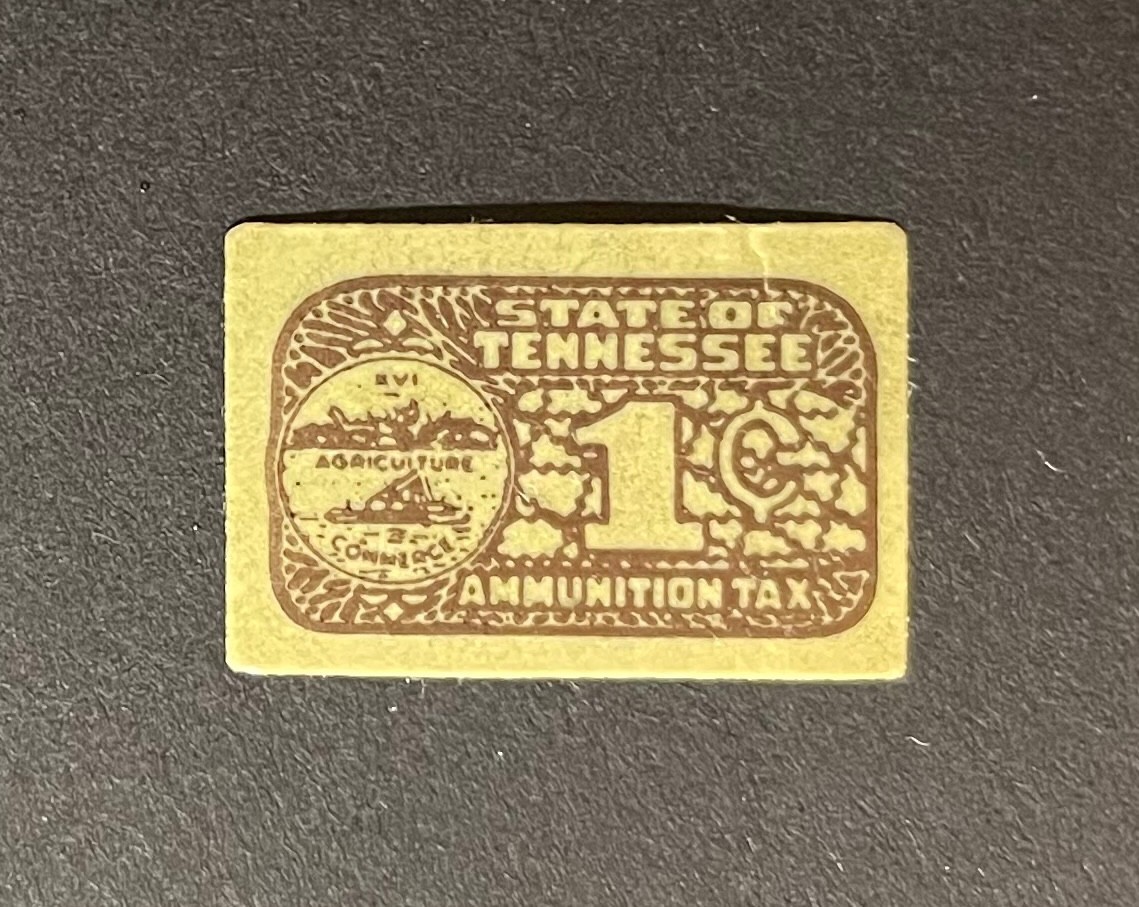 STATE OF
TENNESSEE
XVI
AGRICULTURE
COMMERCE
1¢
AMMUNITION TAX